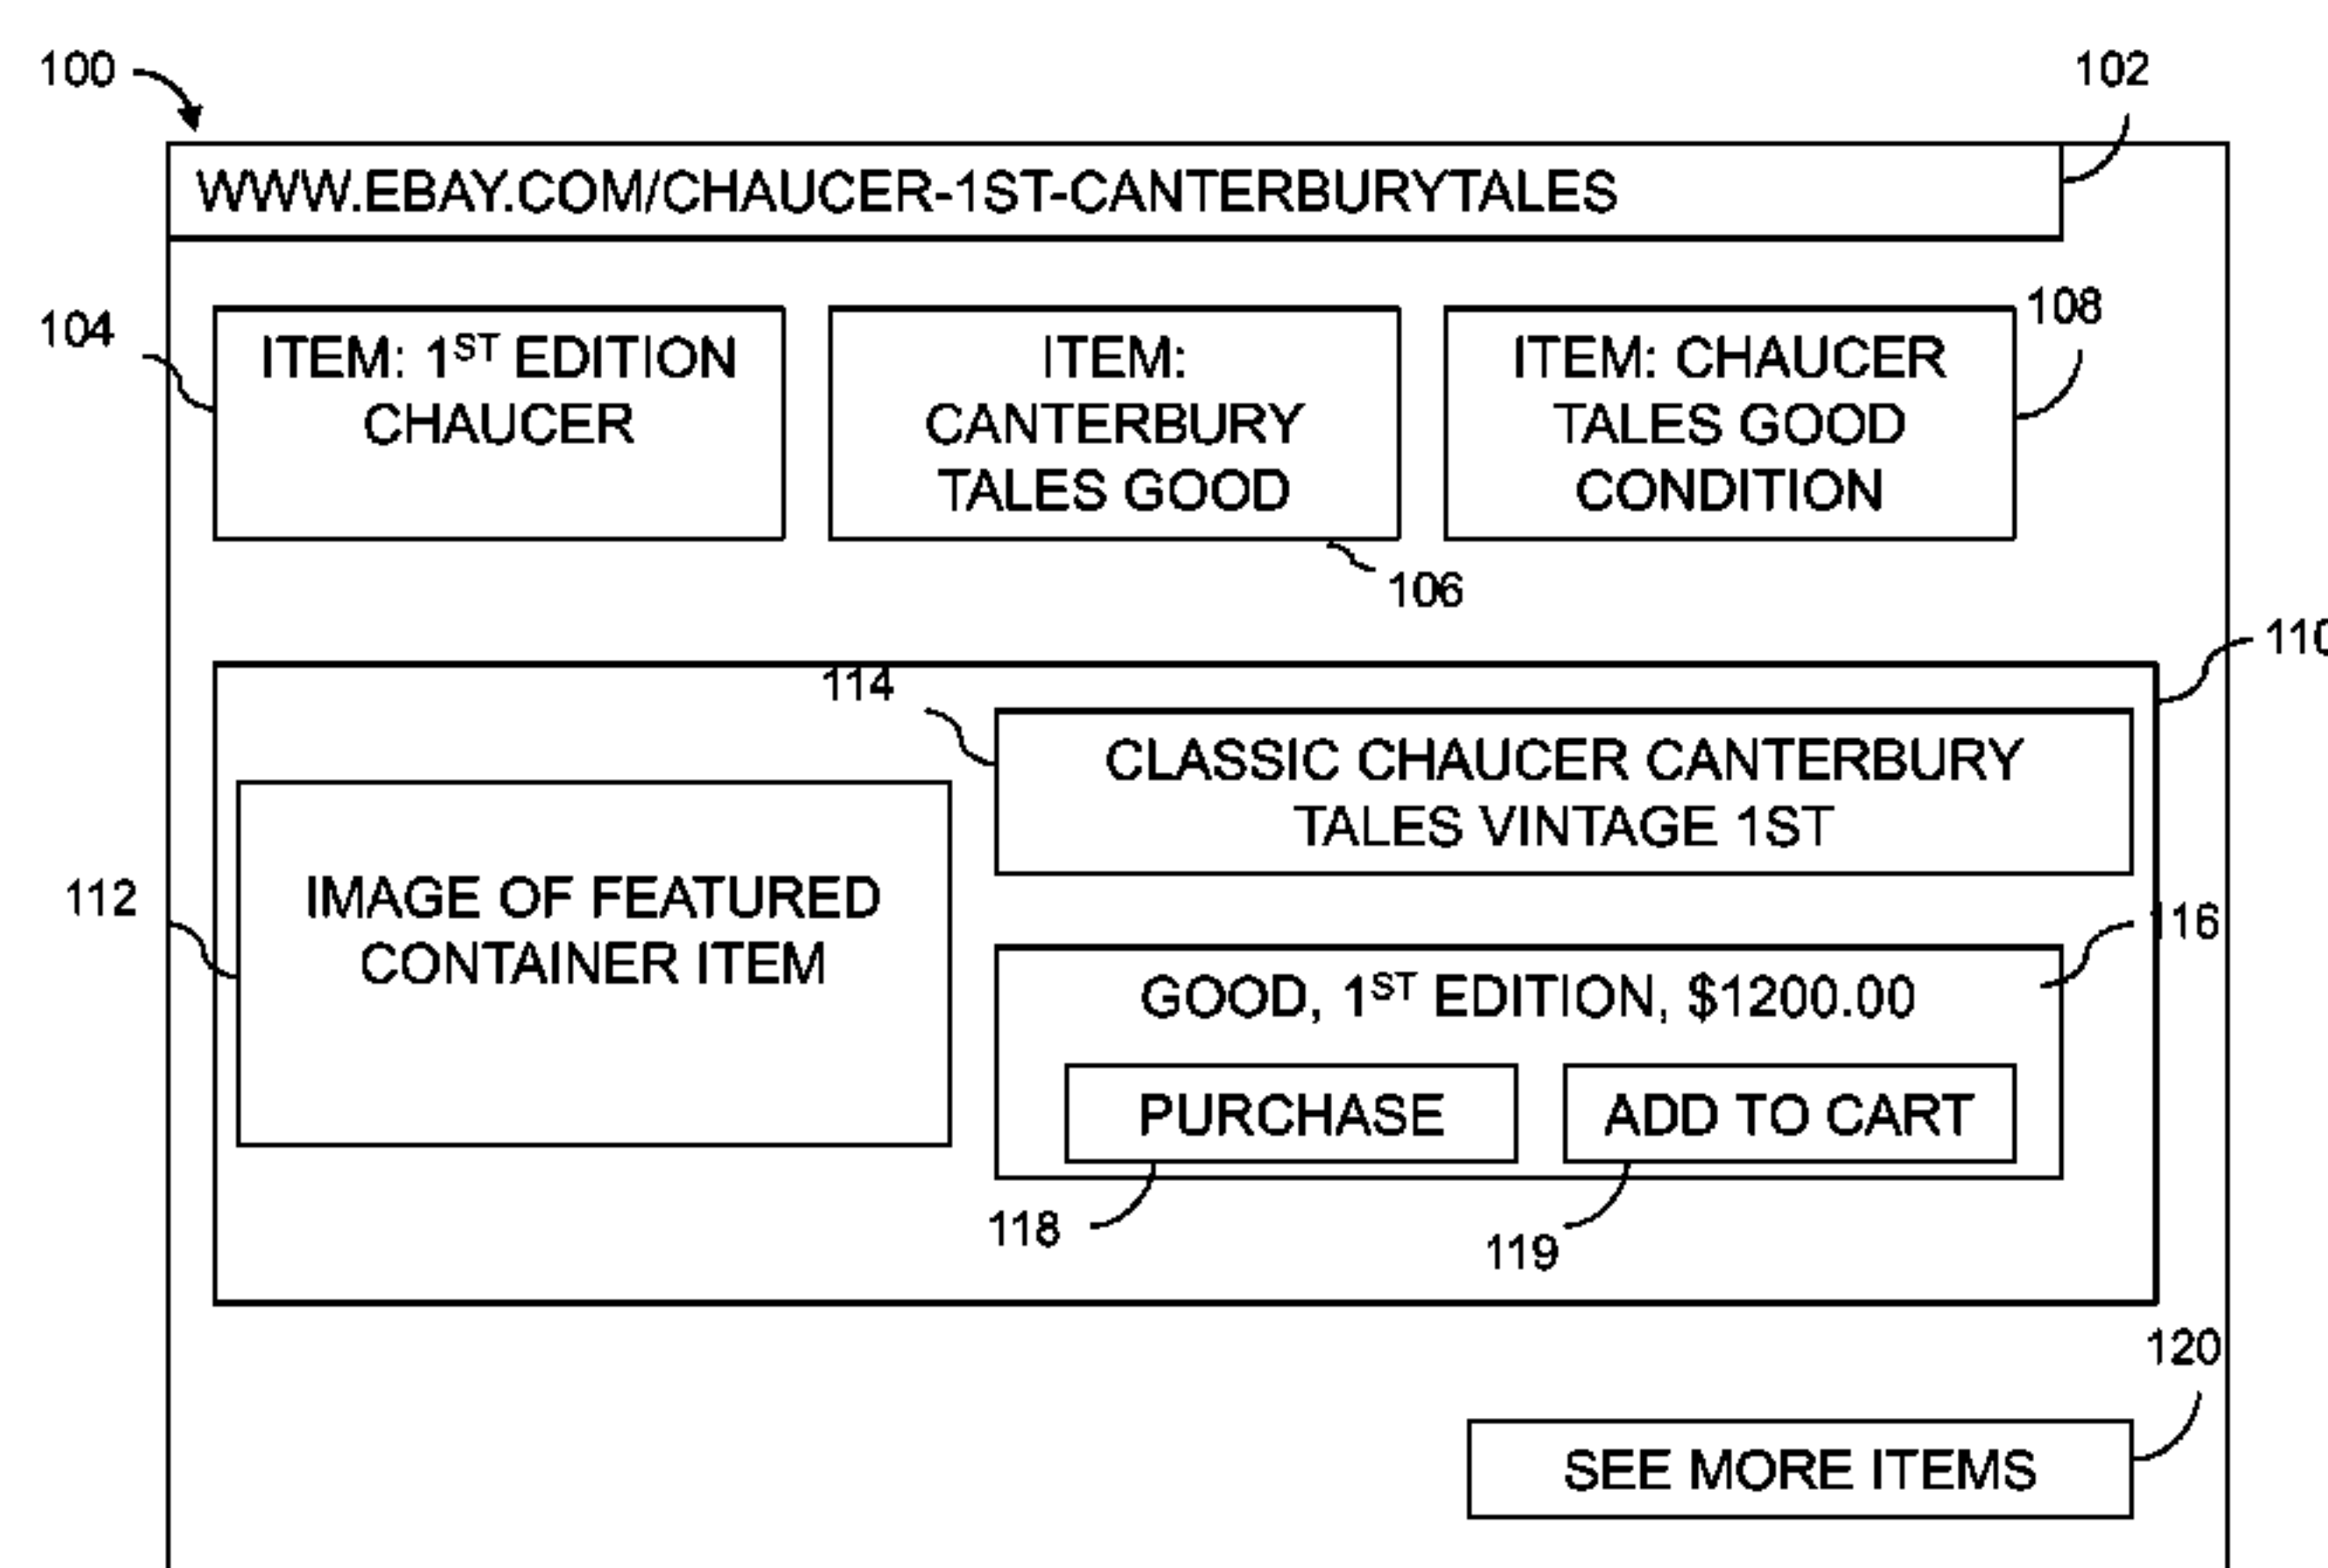 100
102
WWW.EBAY.COM/CHAUCER-1ST-CANTERBURYTALES
104
ITEM: 1ST EDITION
CHAUCER
ITEM:
CANTERBURY
TALES GOOD
ITEM: CHAUCER
TALES GOOD
CONDITION
108
106
110
114
CLASSIC CHAUCER CANTERBURY
TALES VINTAGE 1ST
112
IMAGE OF FEATURED
CONTAINER ITEM
116
GOOD, 1ST EDITION, $1200.00
PURCHASE
ADD TO CART
118
119
120
SEE MORE ITEMS